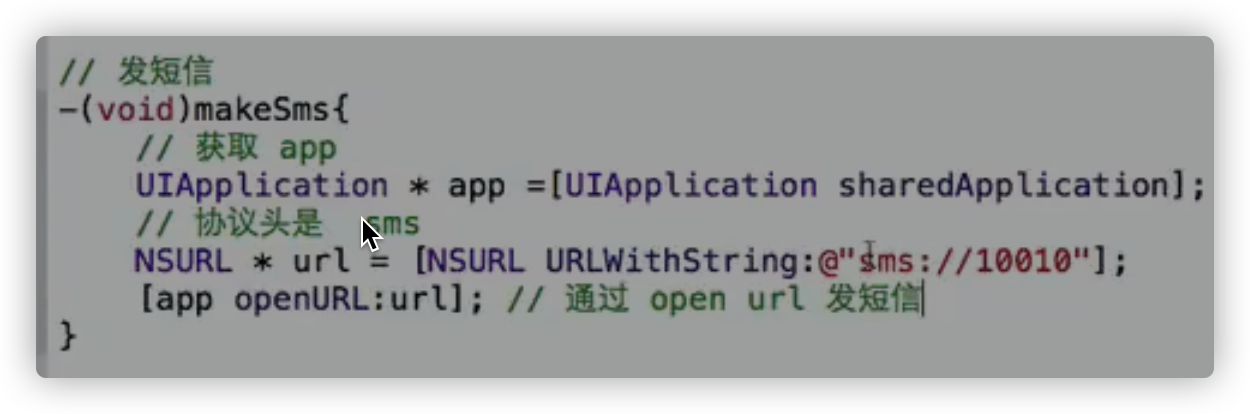 // 发短信
-(void)makeSms{
// 获取 app
UIApplication * app =[UIApplication sharedApplication];
// 协议头是 sms
NSURL * url = [NSURL URLWithString:@"sms://10010"];
[app openURL:url]; // 通过 open url 发短信
}